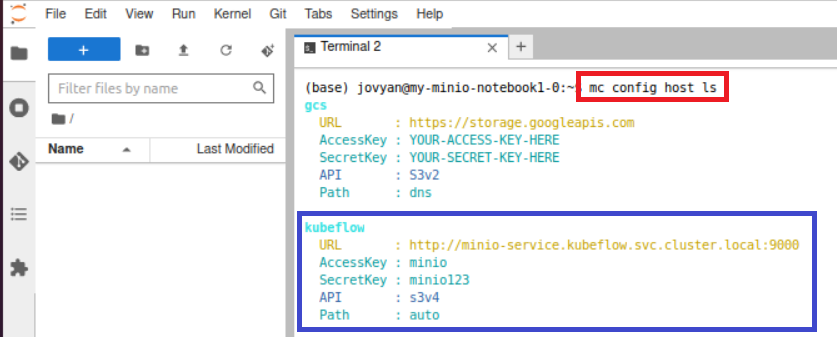 File Edit View Run Kernel Git Tabs Settings Help
+
Terminal 2
Filter files by name
/
Name Last Modified
(base) jovyan@my-minio-notebook1-0:~$ mc config host ls
gcs
URL : https://storage.googleapis.com
AccessKey : YOUR-ACCESS-KEY-HERE
SecretKey : YOUR-SECRET-KEY-HERE
API : S3v2
Path : dns
kubeflow
URL : http://minio-service.kubeflow.svc.cluster.local:9000
AccessKey : minio
SecretKey : minio123
API : s3v4
Path : auto